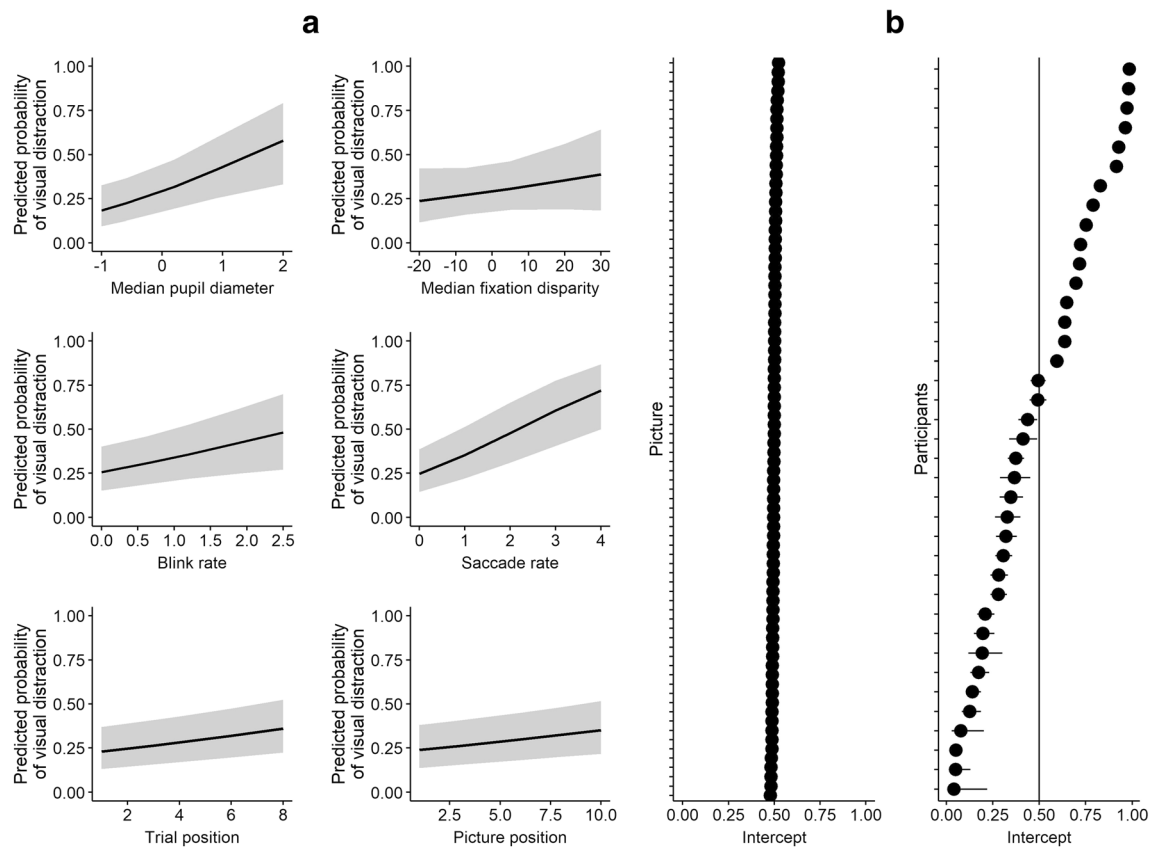 a
b
Predicted probability
of visual distraction
1.00
0.75
0.50
0.25
0.00
-1
0
1
2
Median pupil diameter
Predicted probability
of visual distraction
1.00
0.75
0.50
0.25
0.00
-20
-10
0
10
20
30
Median fixation disparity
Predicted probability
of visual distraction
1.00
0.75
0.50
0.25
0.00
0.0
0.5
1.0
1.5
2.0
2.5
Blink rate
Predicted probability
of visual distraction
1.00
0.75
0.50
0.25
0.00
0
1
2
3
4
Saccade rate
Predicted probability
of visual distraction
1.00
0.75
0.50
0.25
0.00
2
4
6
8
Trial position
Predicted probability
of visual distraction
1.00
0.75
0.50
0.25
0.00
2.5
5.0
7.5
10.0
Picture position
Picture
0.00
0.25
0.50
0.75
1.00
Intercept
Participants
0.00
0.25
0.50
0.75
1.00
Intercept